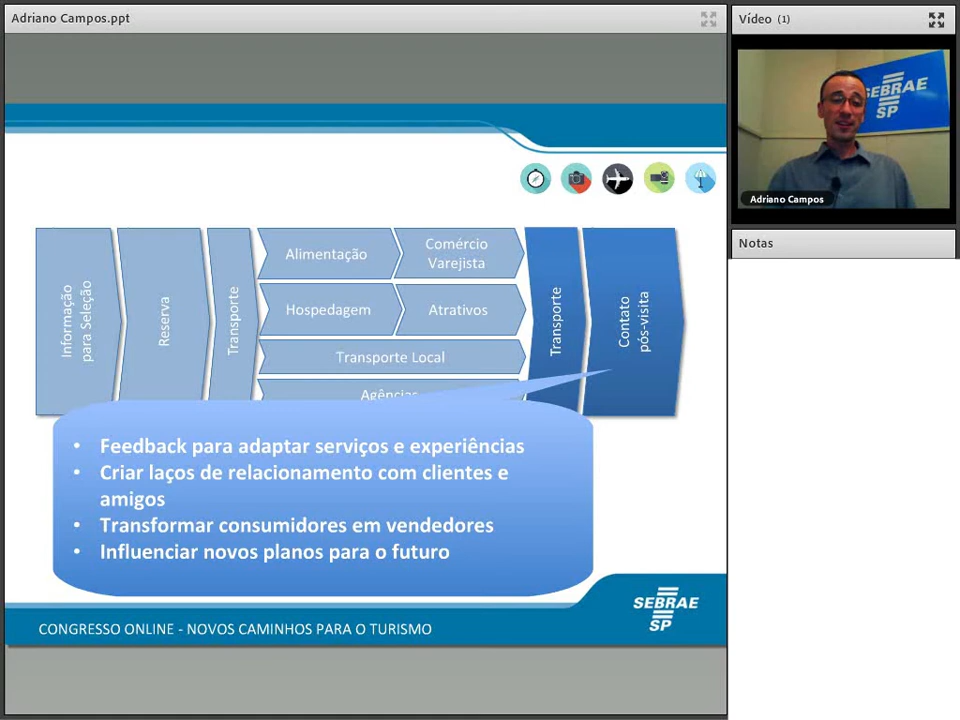 Adriano Campos.ppt
Vídeo (1)
SEBRAE
SP
Adriano Campos
Notas
Informação
para Seleção
Reserva
Transporte
Alimentação
Comércio
Varejista
Hospedagem
Atrativos
Transporte Local
Agências
Transporte
Contato
pós-visita
• Feedback para adaptar serviços e experiências
• Criar laços de relacionamento com clientes e
amigos
• Transformar consumidores em vendedores
• Influenciar novos planos para o futuro
SEBRAE
SP
CONGRESSO ONLINE - NOVOS CAMINHOS PARA O TURISMO